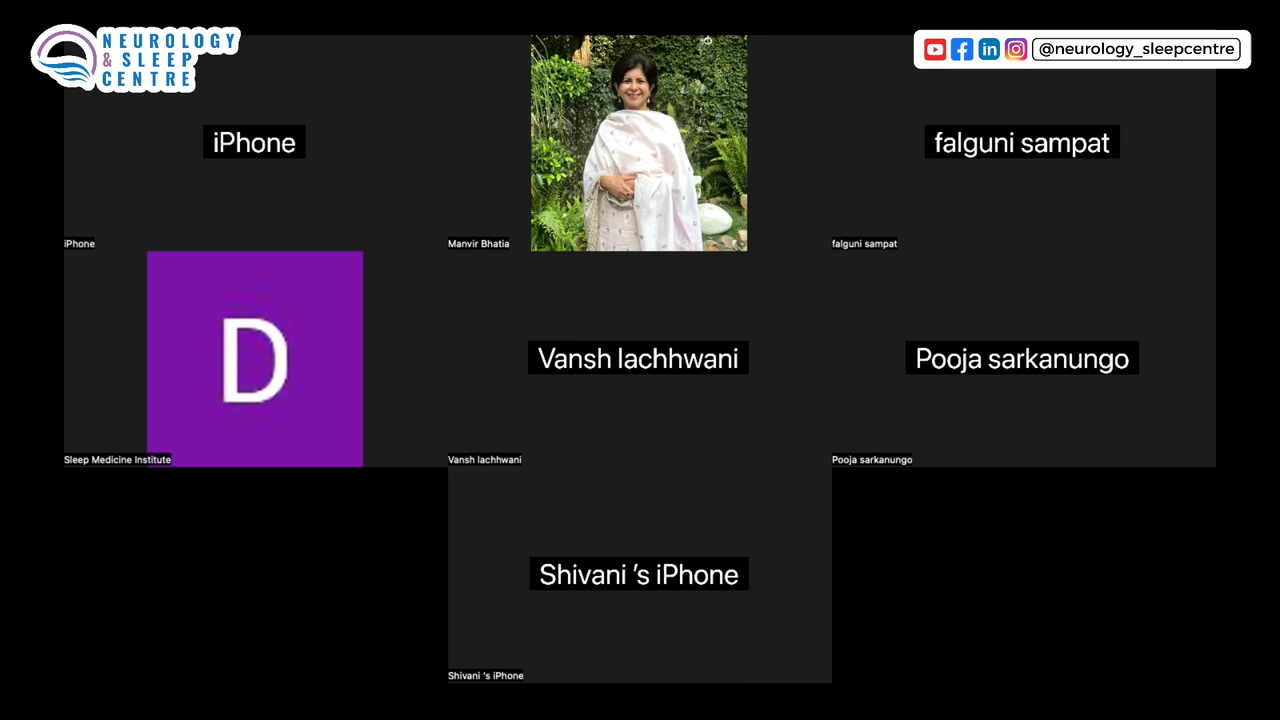 NEUROLOGY
& SLEEP
CENTRE
@neurology_sleepcentre
iPhone
falguni sampat
iPhone
Manvir Bhatia
falguni sampat
D
Vansh lachhwani
Pooja sarkanungo
Sleep Medicine Institute
Vansh lachhwani
Pooja sarkanungo
Shivani 's iPhone
Shivani 's iPhone